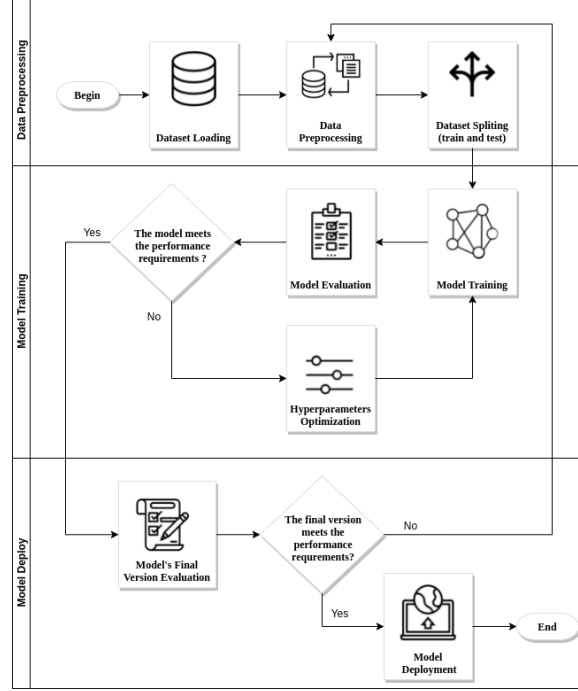 Data Preprocessing
Begin
Dataset Loading
Data
Preprocessing
Dataset Spliting
(train and test)
Model Training
Yes
The model meets
the performance
requirements ?
No
Model Evaluation
Model Training
Hyperparameters
Optimization
Model Deploy
Model's Final
Version Evaluation
The final version
meets the
performance
requrements?
No
Yes
Model
Deployment
End